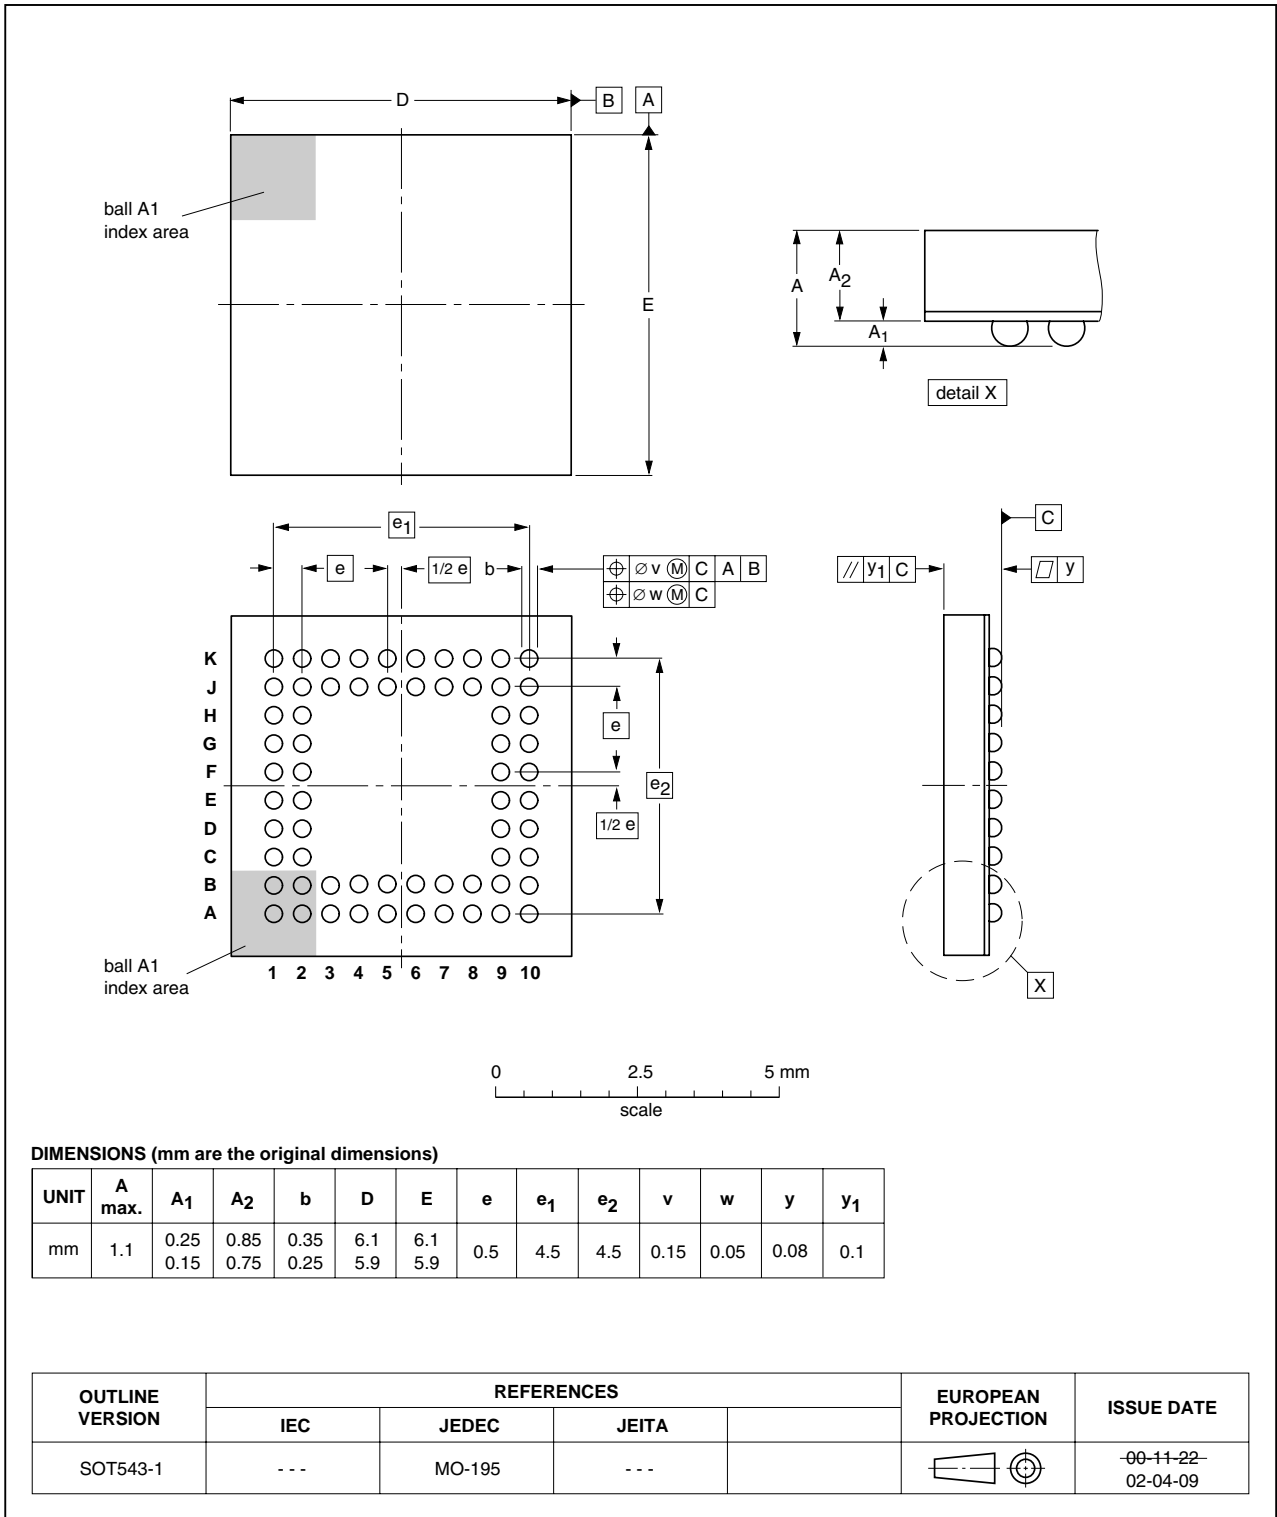 D
B
A
ball A1
index area
E
A
A2
A1
detail X
e1
e
1/2 e
b
⌖ ⌀ v Ⓜ C A B
⌖ ⌀ w Ⓜ C
C
// y1 C
▱ y
K
J
H
G
F
E
D
C
B
A
e
e2
1/2 e
ball A1
index area
1 2 3 4 5 6 7 8 9 10
X
0 2.5 5 mm
scale
DIMENSIONS (mm are the original dimensions)
UNIT A max. A1 A2 b D E e e1 e2 v w y y1
mm 1.1 0.25 0.85 0.35 6.1 6.1 0.5 4.5 4.5 0.15 0.05 0.08 0.1
0.15 0.75 0.25 5.9 5.9
OUTLINE VERSION
REFERENCES
IEC JEDEC JEITA
EUROPEAN PROJECTION
ISSUE DATE
SOT543-1 - - - MO-195 - - -
00-11-22
02-04-09